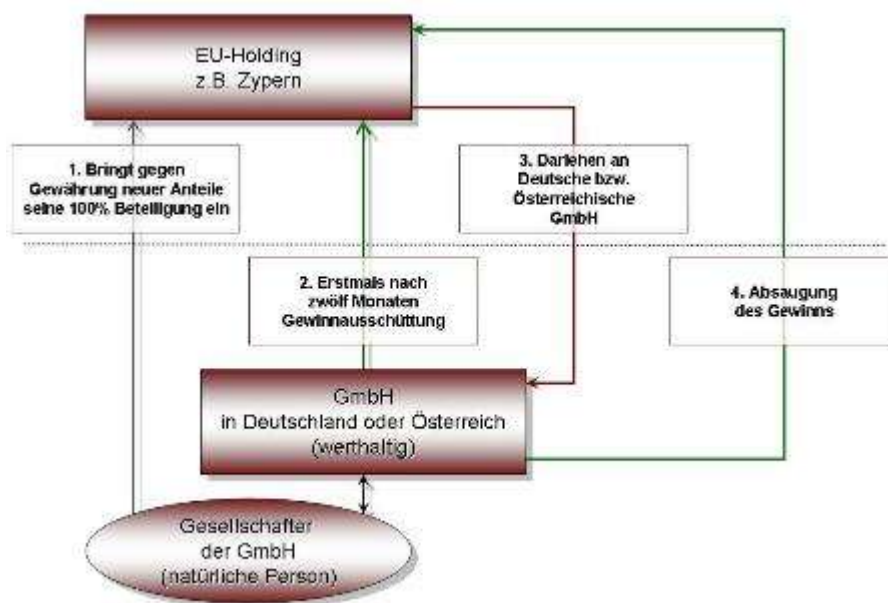 EU-Holding
z.B. Zypern
1. Bringt gegen
Gewährung neuer Anteile
seine 100% Beteiligung ein
3. Darlehen an
Deutsche bzw.
Österreichische
GmbH
2. Erstmals nach
zwölf Monaten
Gewinnausschüttung
4. Absaugung
des Gewinns
GmbH
in Deutschland oder Österreich
(werthaltig)
Gesellschafter
der GmbH
(natürliche Person)